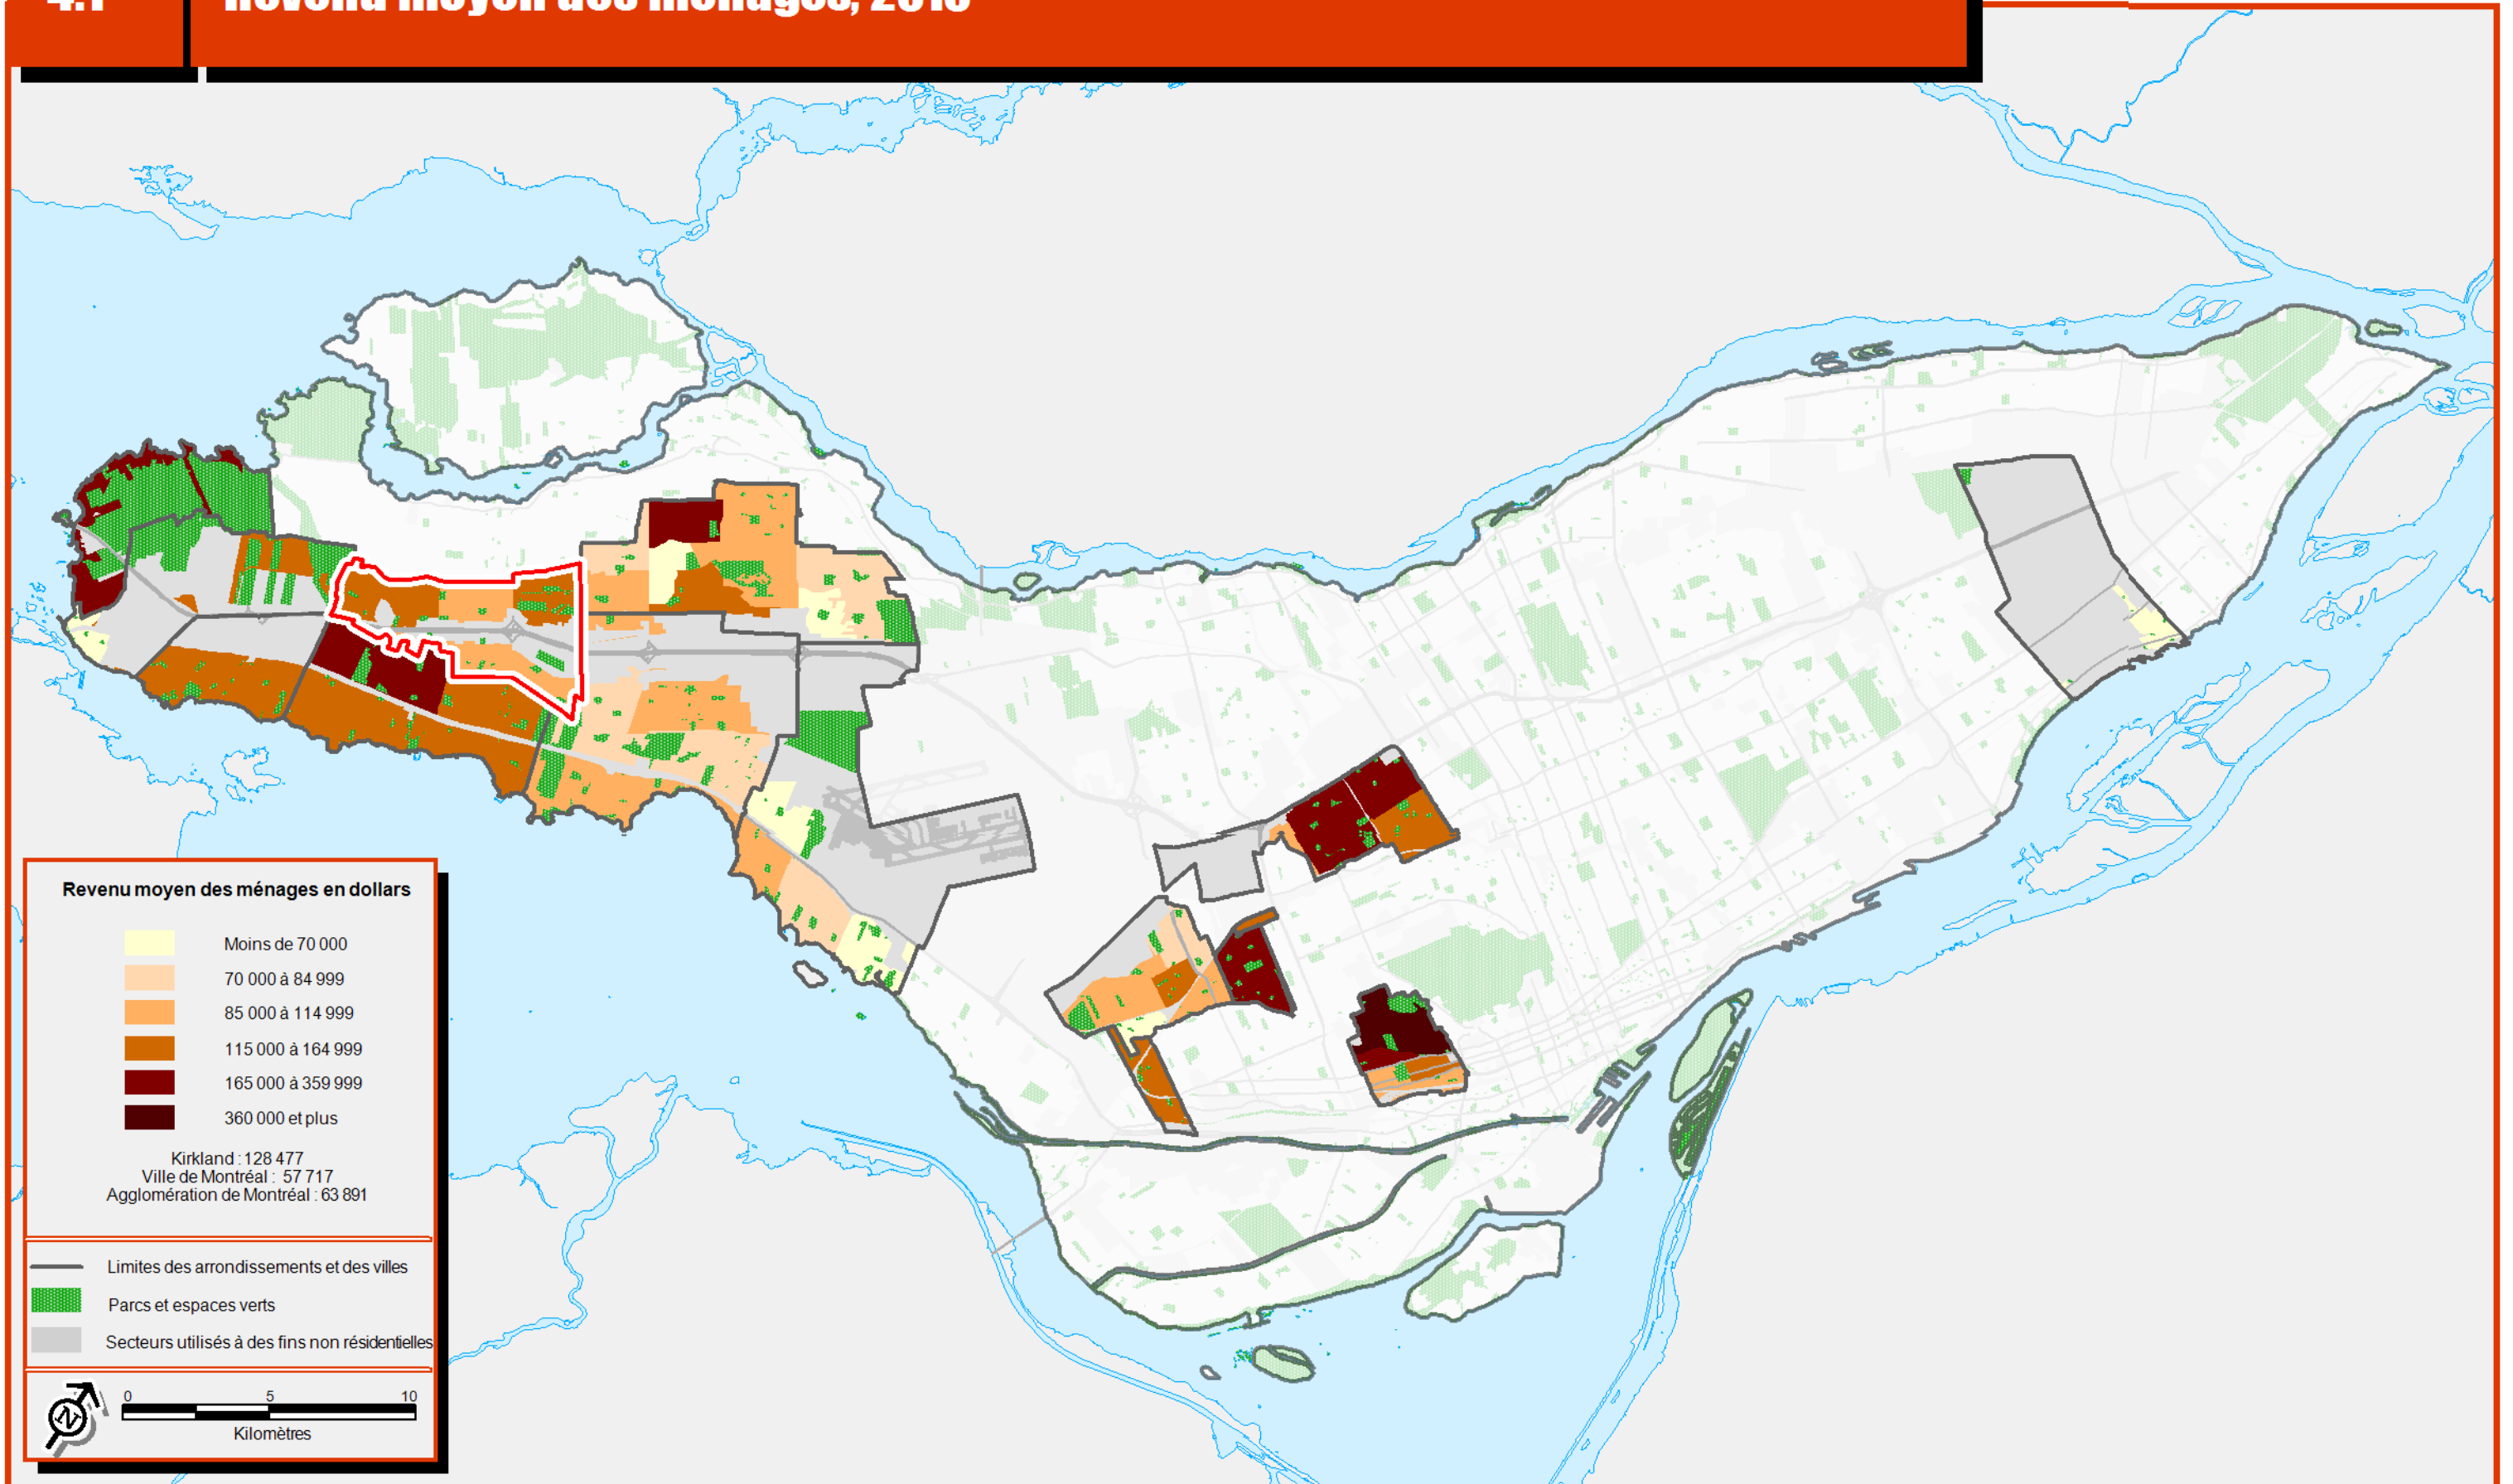 Revenu moyen des ménages en dollars
Moins de 70 000
70 000 à 84 999
85 000 à 114 999
115 000 à 164 999
165 000 à 359 999
360 000 et plus
Kirkland : 128 477
Ville de Montréal : 57 717
Agglomération de Montréal : 63 891
Limites des arrondissements et des villes
Parcs et espaces verts
Secteurs utilisés à des fins non résidentielles
N
0 5 10
Kilomètres